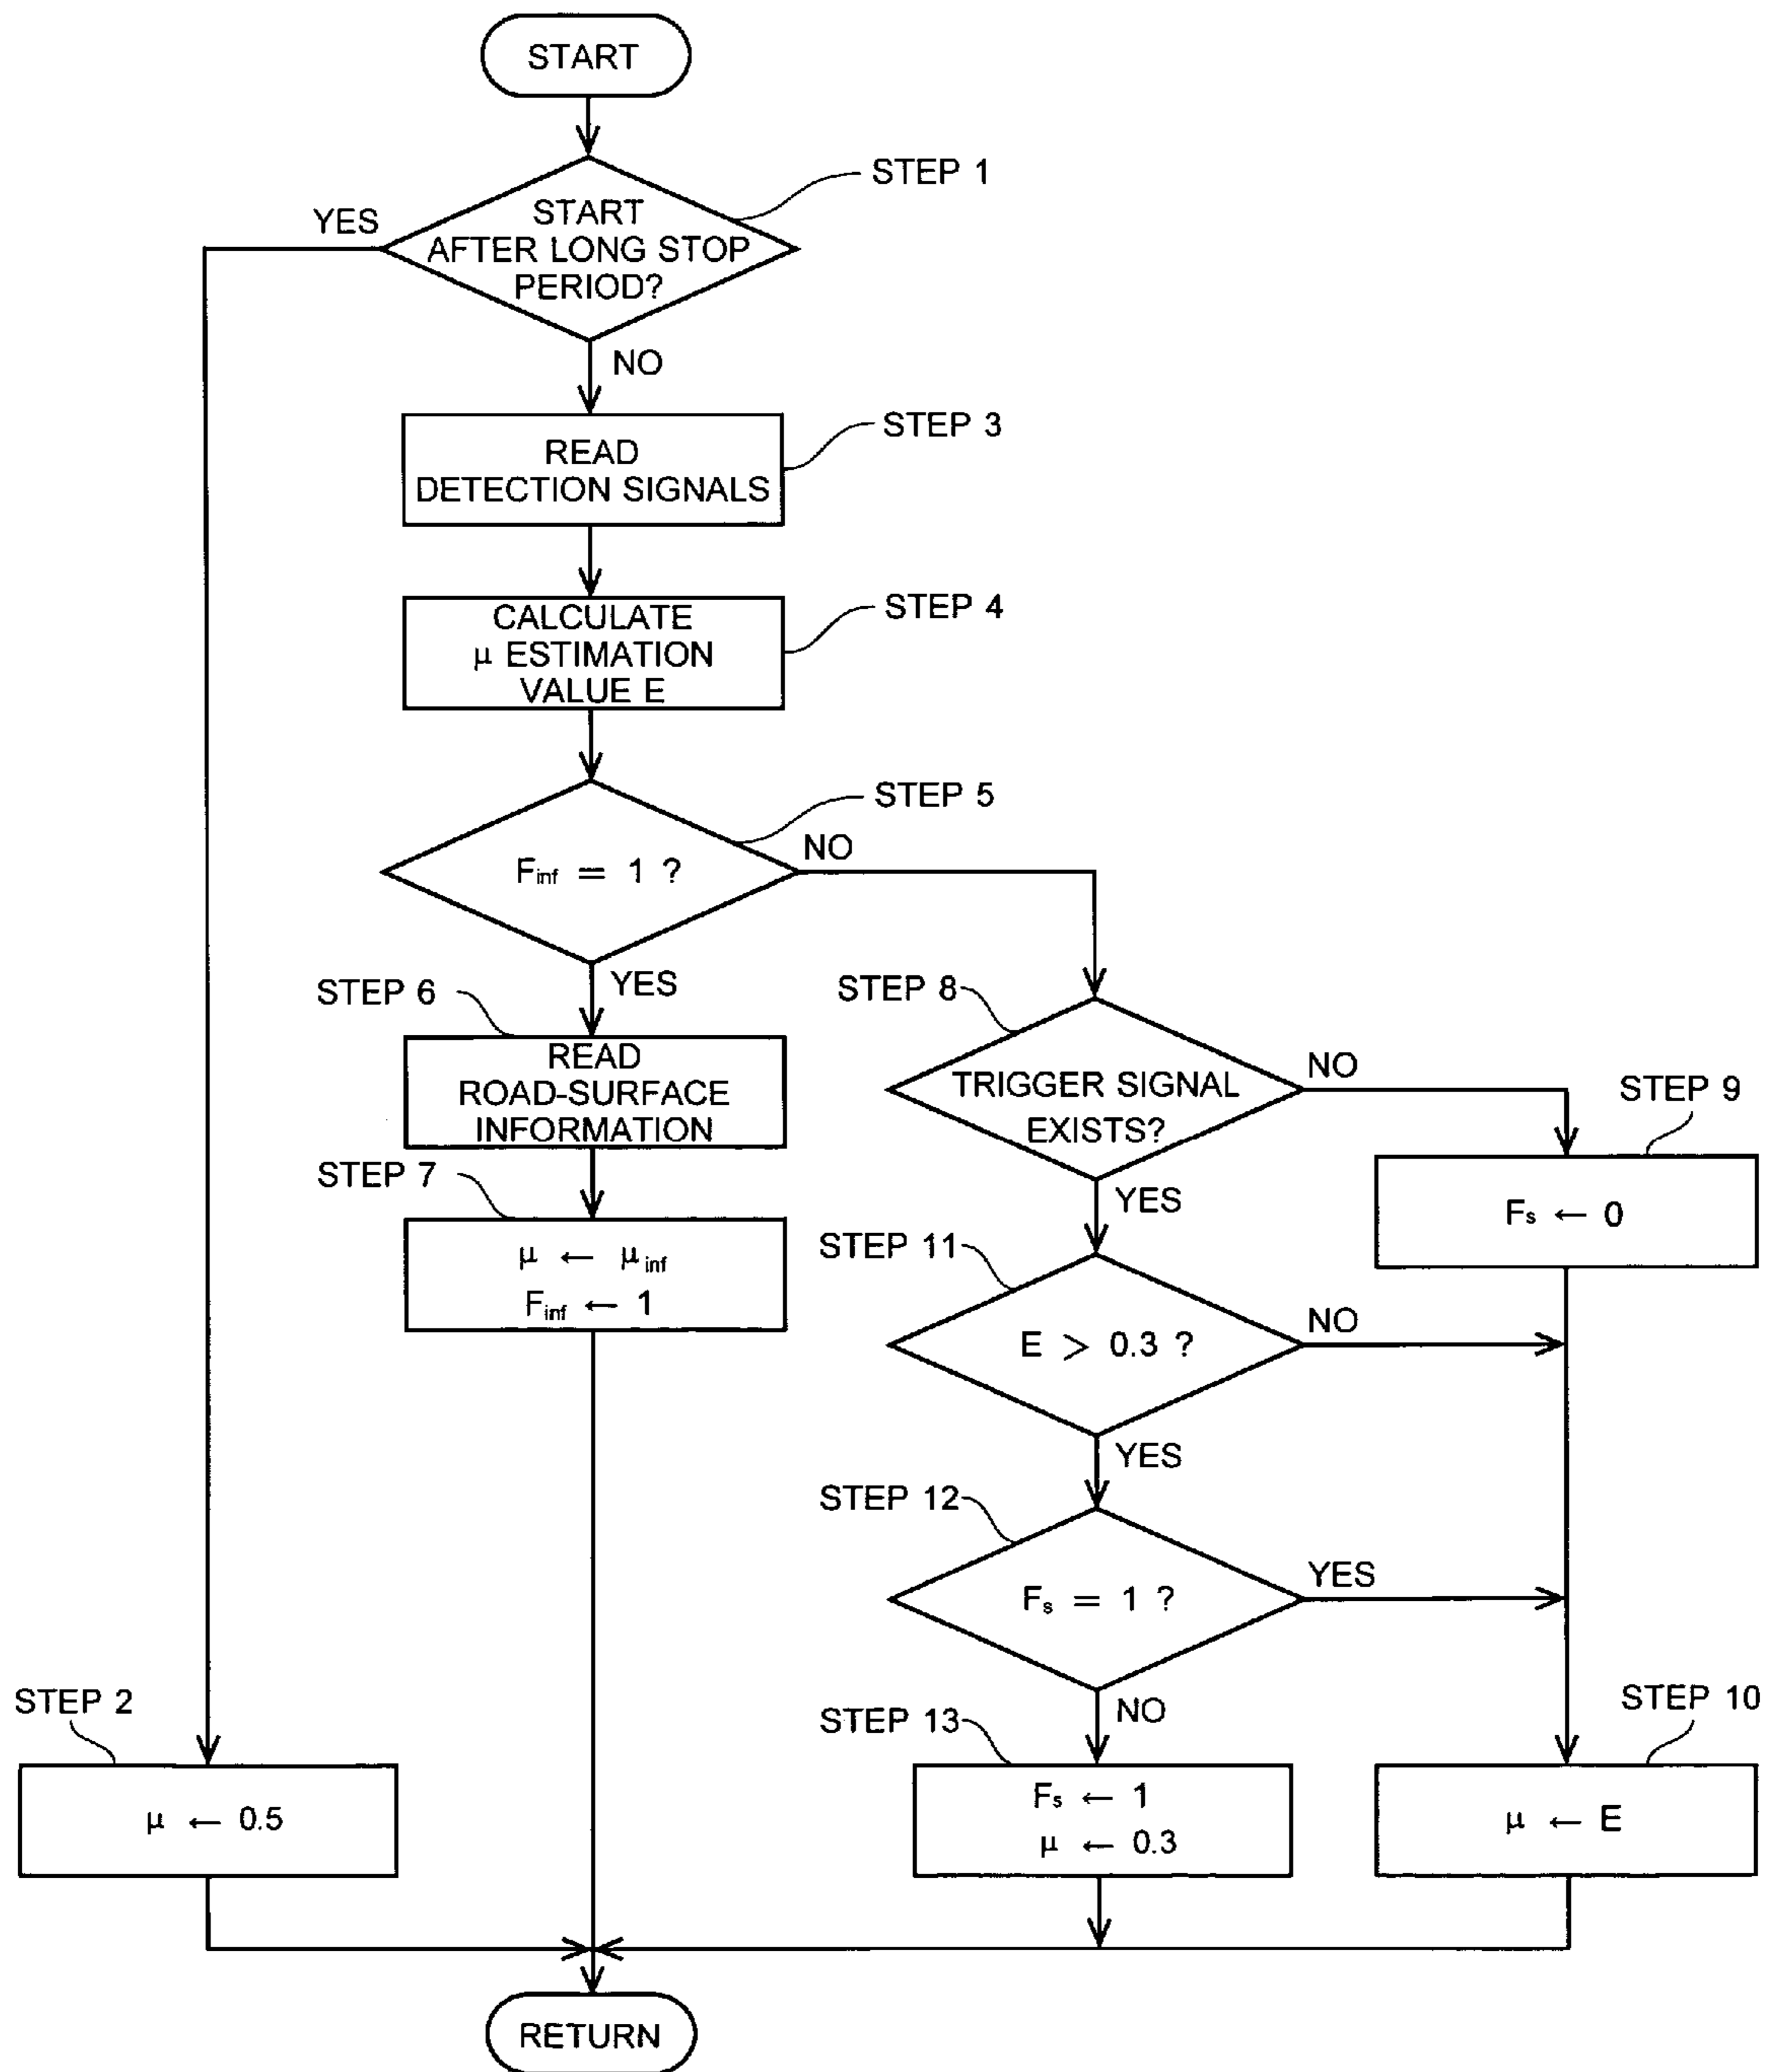 START
STEP 1
START
AFTER LONG STOP
PERIOD?
YES
NO
STEP 3
READ
DETECTION SIGNALS
STEP 4
CALCULATE
μ ESTIMATION
VALUE E
STEP 5
Finf = 1 ?
NO
YES
STEP 6
READ
ROAD-SURFACE
INFORMATION
STEP 7
μ ← μinf
Finf ← 1
STEP 8
TRIGGER SIGNAL
EXISTS?
NO
YES
STEP 9
Fs ← 0
STEP 11
E > 0.3 ?
NO
YES
STEP 12
Fs = 1 ?
YES
NO
STEP 2
μ ← 0.5
STEP 13
Fs ← 1
μ ← 0.3
STEP 10
μ ← E
RETURN